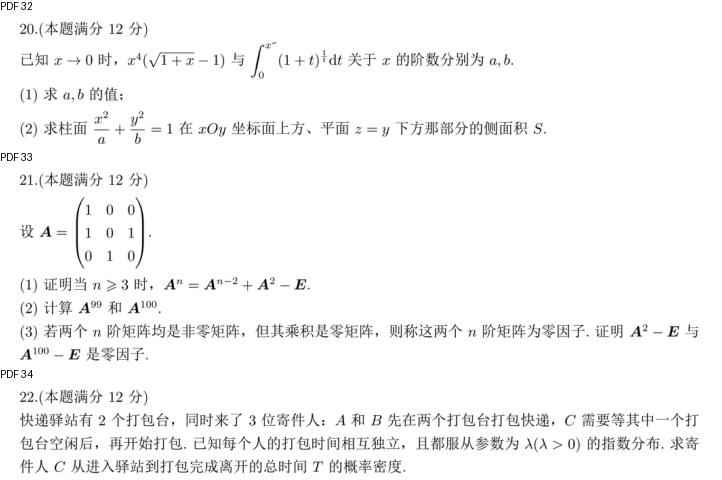 PDF 32
20.(本题满分 12 分)
已知 x → 0 时，x⁴(√(1+x) − 1) 与 ∫₀ (1 + t)^(1/t) dt 关于 x 的阶数分别为 a, b.
(1) 求 a, b 的值;
(2) 求柱面 x²/a + y²/b = 1 在 xOy 坐标面上方、平面 z = y 下方那部分的侧面积 S.
PDF 33
21.(本题满分 12 分)
设 A = (1 0 0; 1 0 1; 0 1 0).
(1) 证明当 n ⩾ 3 时，Aⁿ = Aⁿ⁻² + A² − E.
(2) 计算 A⁹⁹ 和 A¹⁰⁰.
(3) 若两个 n 阶矩阵均是非零矩阵，但其乘积是零矩阵，则称这两个 n 阶矩阵为零因子. 证明 A² − E 与
A¹⁰⁰ − E 是零因子.
PDF 34
22.(本题满分 12 分)
快递驿站有 2 个打包台，同时来了 3 位寄件人：A 和 B 先在两个打包台打包快递，C 需要等其中一个打
包台空闲后，再开始打包. 已知每个人的打包时间相互独立，且都服从参数为 λ(λ > 0) 的指数分布. 求寄
件人 C 从进入驿站到打包完成离开的总时间 T 的概率密度.